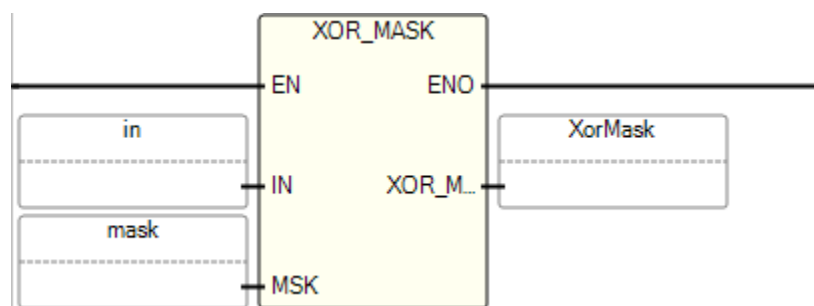 XOR_MASK
EN ENO
in
XorMask
IN XOR_M...
mask
MSK